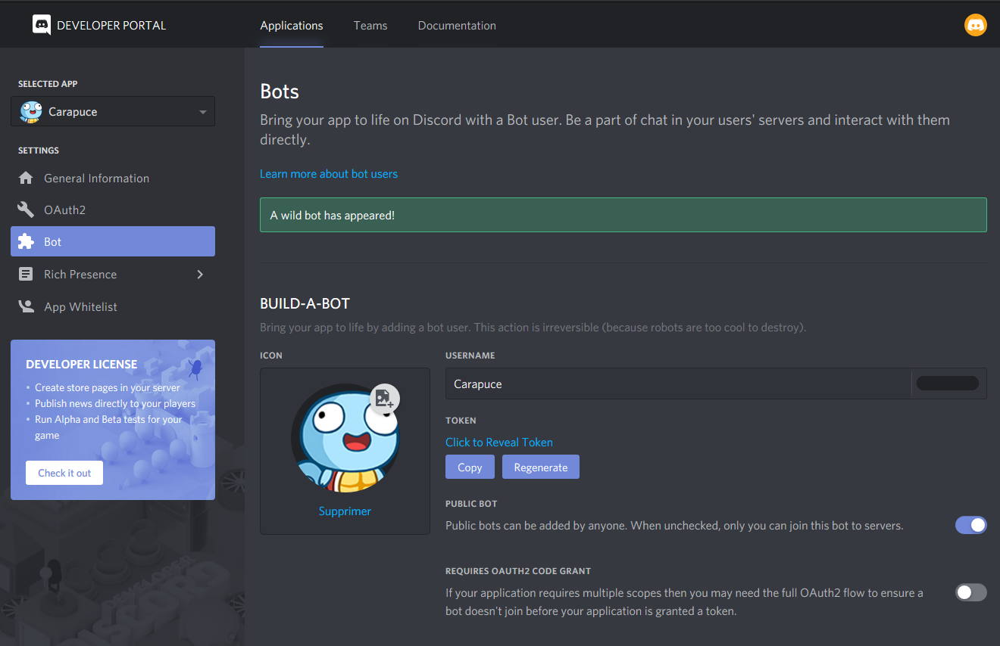 DEVELOPER PORTAL
Applications
Teams
Documentation
SELECTED APP
Carapuce
SETTINGS
General Information
OAuth2
Bot
Rich Presence
App Whitelist
DEVELOPER LICENSE
Create store pages in your server
Publish news directly to your players
Run Alpha and Beta tests for your
game
Check it out
Bots
Bring your app to life on Discord with a Bot user. Be a part of chat in your users' servers and interact with them
directly.
Learn more about bot users
A wild bot has appeared!
BUILD-A-BOT
Bring your app to life by adding a bot user. This action is irreversible (because robots are too cool to destroy).
ICON
Supprimer
USERNAME
Carapuce
TOKEN
Click to Reveal Token
Copy
Regenerate
PUBLIC BOT
Public bots can be added by anyone. When unchecked, only you can join this bot to servers.
REQUIRES OAUTH2 CODE GRANT
If your application requires multiple scopes then you may need the full OAuth2 flow to ensure a
bot doesn't join before your application is granted a token.